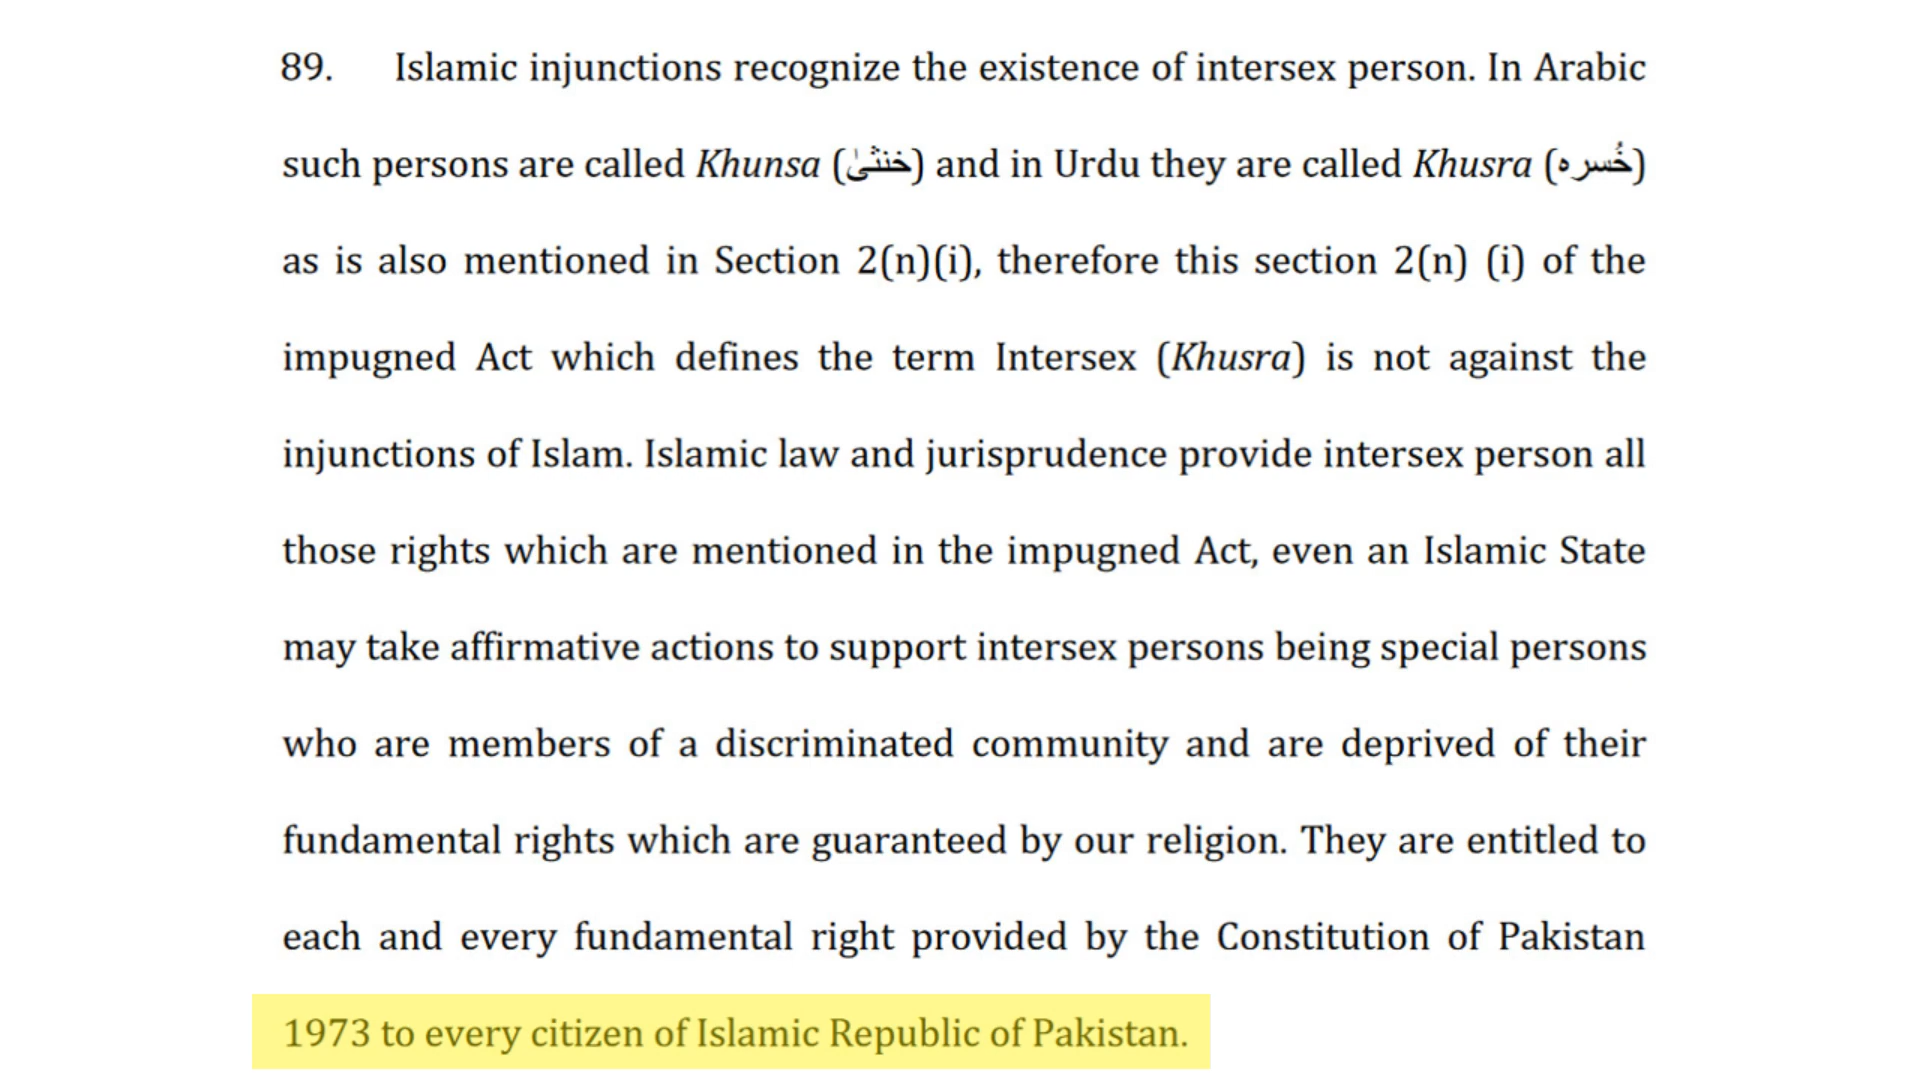 89. Islamic injunctions recognize the existence of intersex person. In Arabic
such persons are called Khunsa (خنثیٰ) and in Urdu they are called Khusra (خُسرہ)
as is also mentioned in Section 2(n)(i), therefore this section 2(n) (i) of the
impugned Act which defines the term Intersex (Khusra) is not against the
injunctions of Islam. Islamic law and jurisprudence provide intersex person all
those rights which are mentioned in the impugned Act, even an Islamic State
may take affirmative actions to support intersex persons being special persons
who are members of a discriminated community and are deprived of their
fundamental rights which are guaranteed by our religion. They are entitled to
each and every fundamental right provided by the Constitution of Pakistan
1973 to every citizen of Islamic Republic of Pakistan.